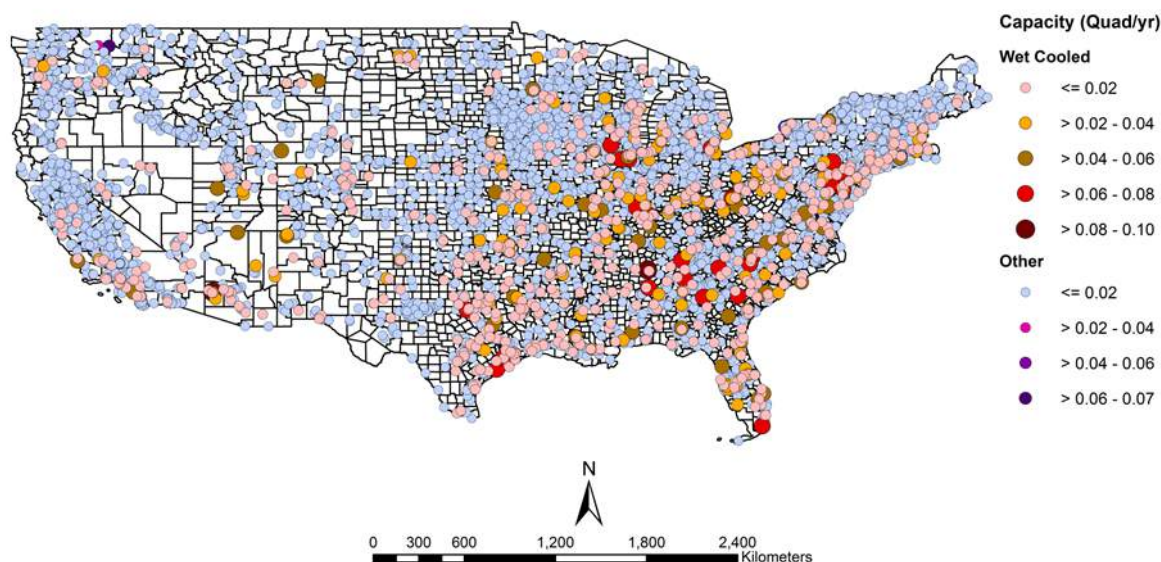 Capacity (Quad/yr)
Wet Cooled
<= 0.02
> 0.02 - 0.04
> 0.04 - 0.06
> 0.06 - 0.08
> 0.08 - 0.10
Other
<= 0.02
> 0.02 - 0.04
> 0.04 - 0.06
> 0.06 - 0.07
N
0 300 600 1,200 1,800 2,400
Kilometers